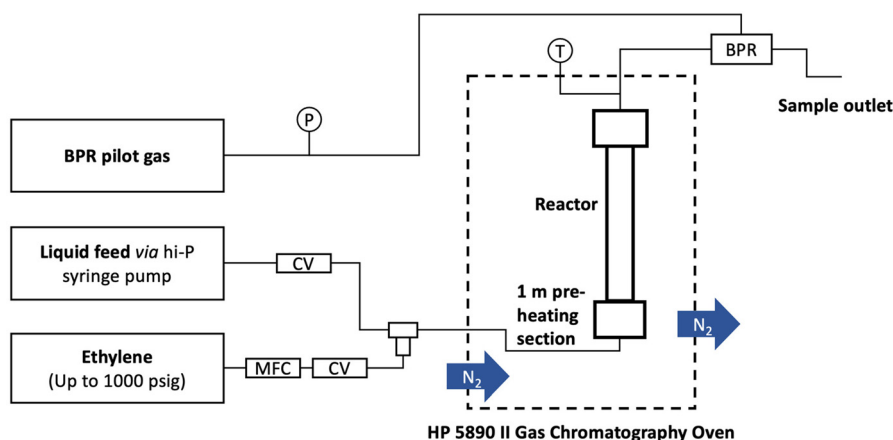 T
BPR
Sample outlet
P
BPR pilot gas
Reactor
Liquid feed via hi-P
syringe pump
CV
1 m pre-
heating
section
N2
Ethylene
(Up to 1000 psig)
MFC
CV
N2
HP 5890 II Gas Chromatography Oven